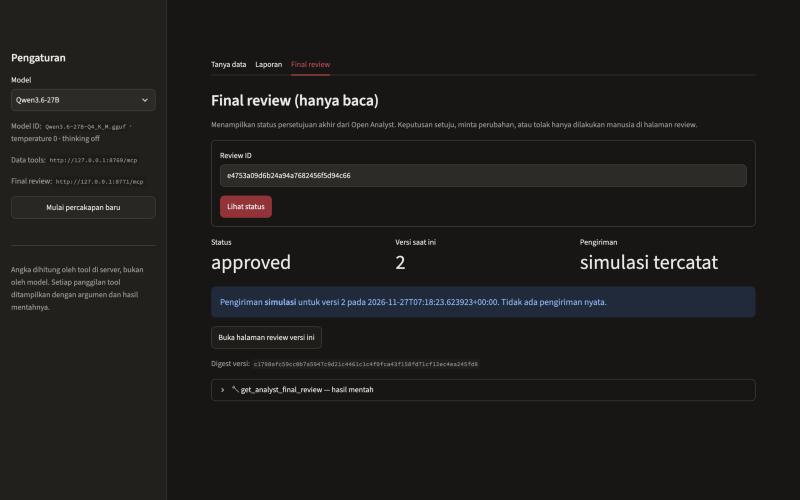 Pengaturan
Model
Qwen3.6-27B
Model ID: Qwen3.6-27B-Q4_K_M.gguf ·
temperature 0 · thinking off
Data tools: http://127.0.0.1:8769/mcp
Final review: http://127.0.0.1:8771/mcp
Mulai percakapan baru
Angka dihitung oleh tool di server, bukan
oleh model. Setiap panggilan tool
ditampilkan dengan argumen dan hasil
mentahnya.
Tanya data Laporan Final review
Final review (hanya baca)
Menampilkan status persetujuan akhir dari Open Analyst. Keputusan setuju, minta perubahan, atau tolak hanya dilakukan manusia di halaman review.
Review ID
e4753a09d6b24a94a7682456f5d94c66
Lihat status
Status Versi saat ini Pengiriman
approved 2 simulasi tercatat
Pengiriman simulasi untuk versi 2 pada 2026-11-27T07:18:23.623923+00:00. Tidak ada pengiriman nyata.
Buka halaman review versi ini
Digest versi:
get_analyst_final_review — hasil mentah